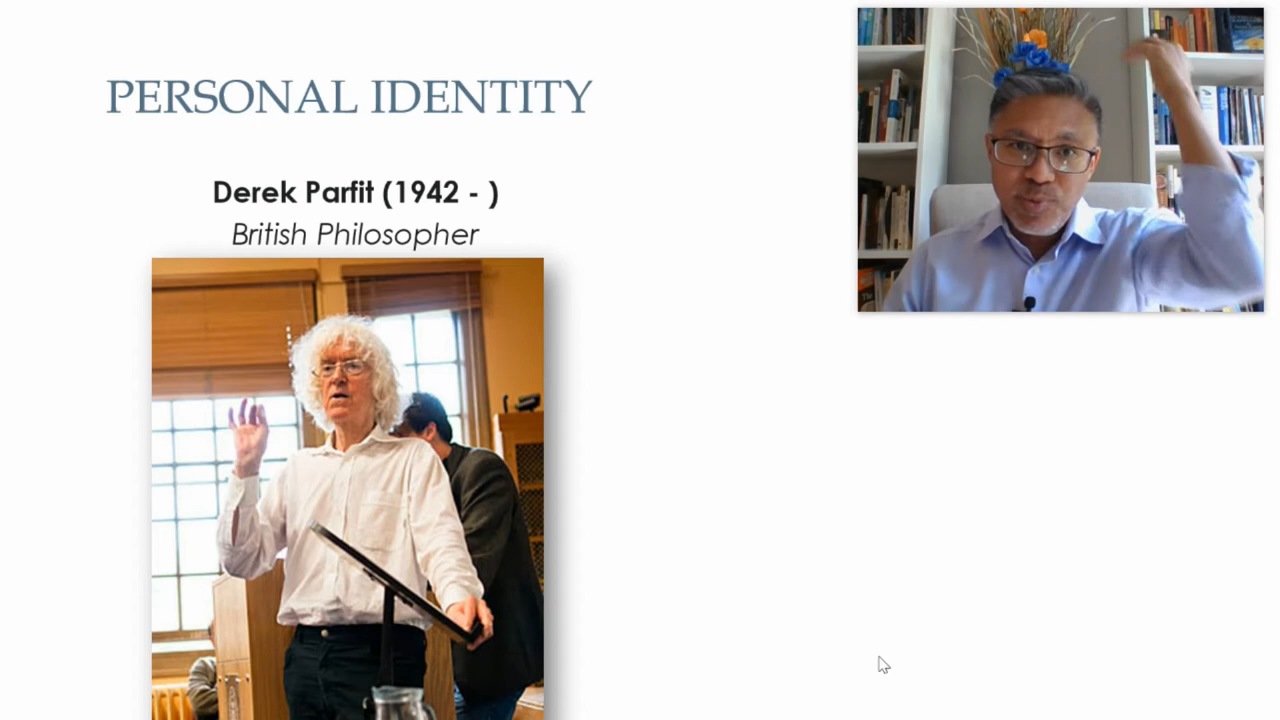 PERSONAL IDENTITY
Derek Parfit (1942 - )
British Philosopher